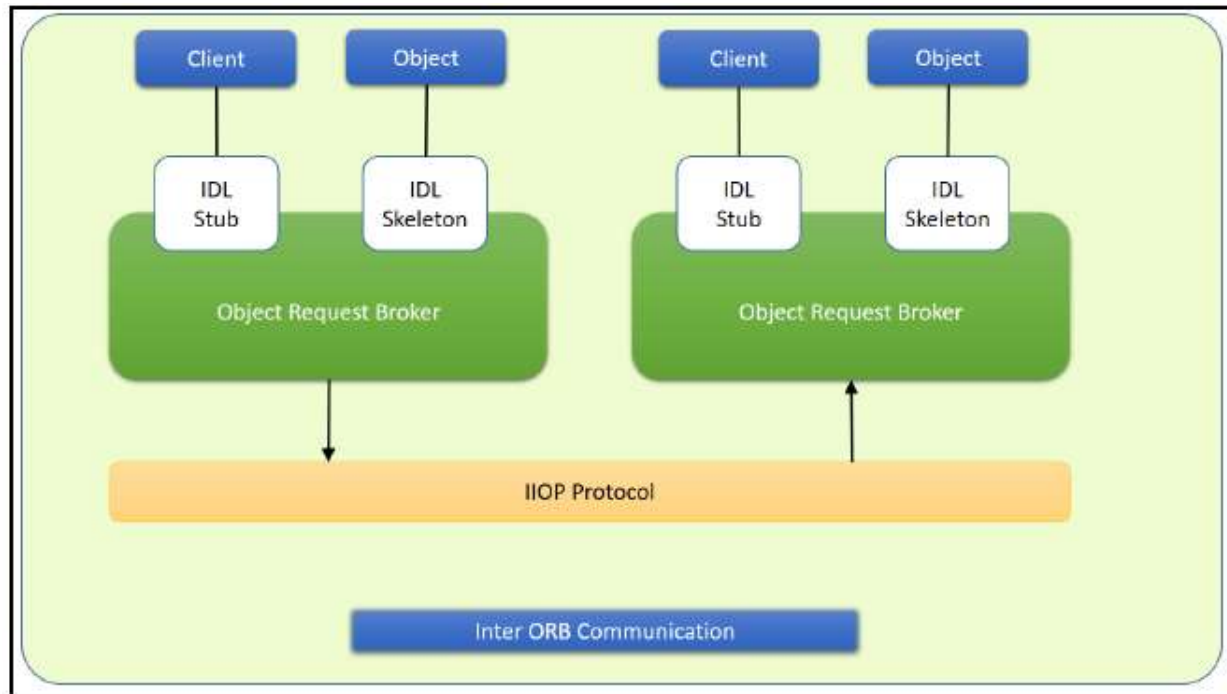 Client
Object
Client
Object
IDL
Stub
IDL
Skeleton
IDL
Stub
IDL
Skeleton
Object Request Broker
Object Request Broker
IIOP Protocol
Inter ORB Communication